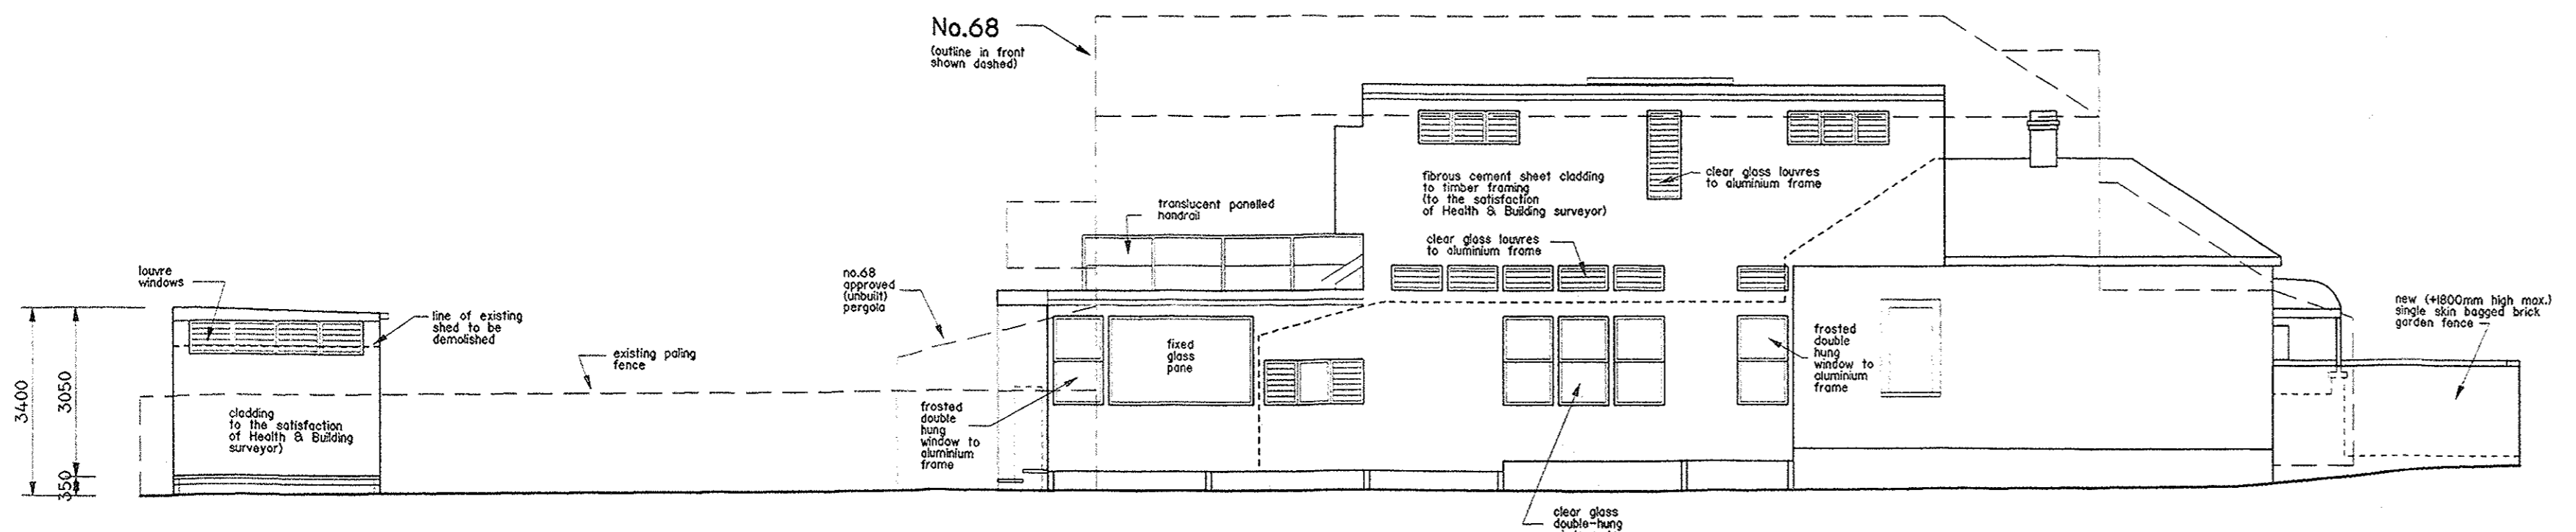 No.68
(outline in front
shown dashed)
fibrous cement sheet cladding
to timber framing
(to the satisfaction
of Health & Building surveyor)
clear glass louvres
to aluminium frame
translucent panelled
handrail
clear glass louvres
to aluminium frame
louvre
windows
no.68
approved
(unbuilt)
pergola
line of existing
shed to be
demolished
existing paling
fence
fixed
glass
pane
frosted
double
hung
window to
aluminium
frame
new (+1800mm high max.)
single skin bagged brick
garden fence
3400
3050
350
cladding
to the satisfaction
of Health & Building
surveyor)
frosted
double
hung
window to
aluminium
frame
clear glass
double-hung